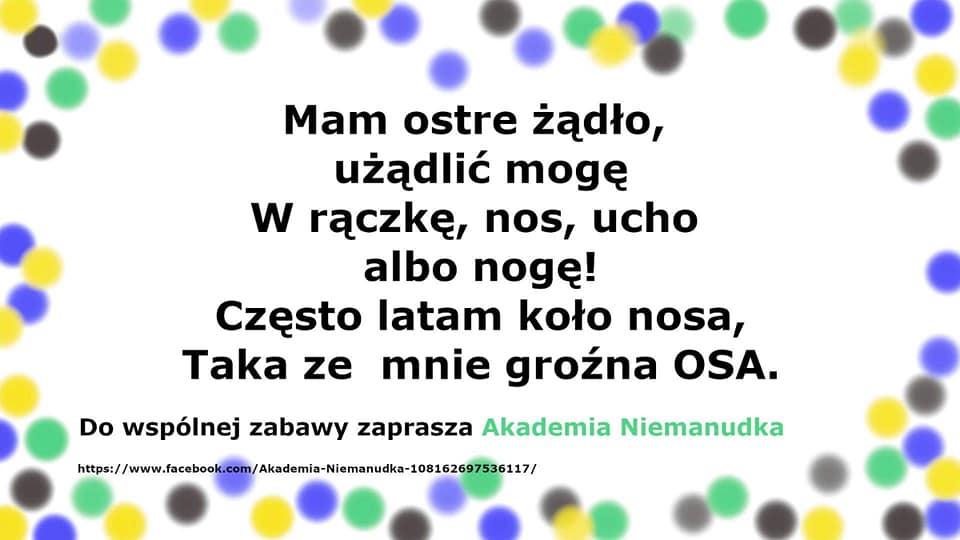 Mam ostre żądło,
użądlić mogę
W rączkę, nos, ucho
albo nogę!
Często latam koło nosa,
Taka ze  mnie groźna OSA.
Do wspólnej zabawy zaprasza Akademia Niemanudka
https://www.facebook.com/Akademia-Niemanudka-108162697536117/